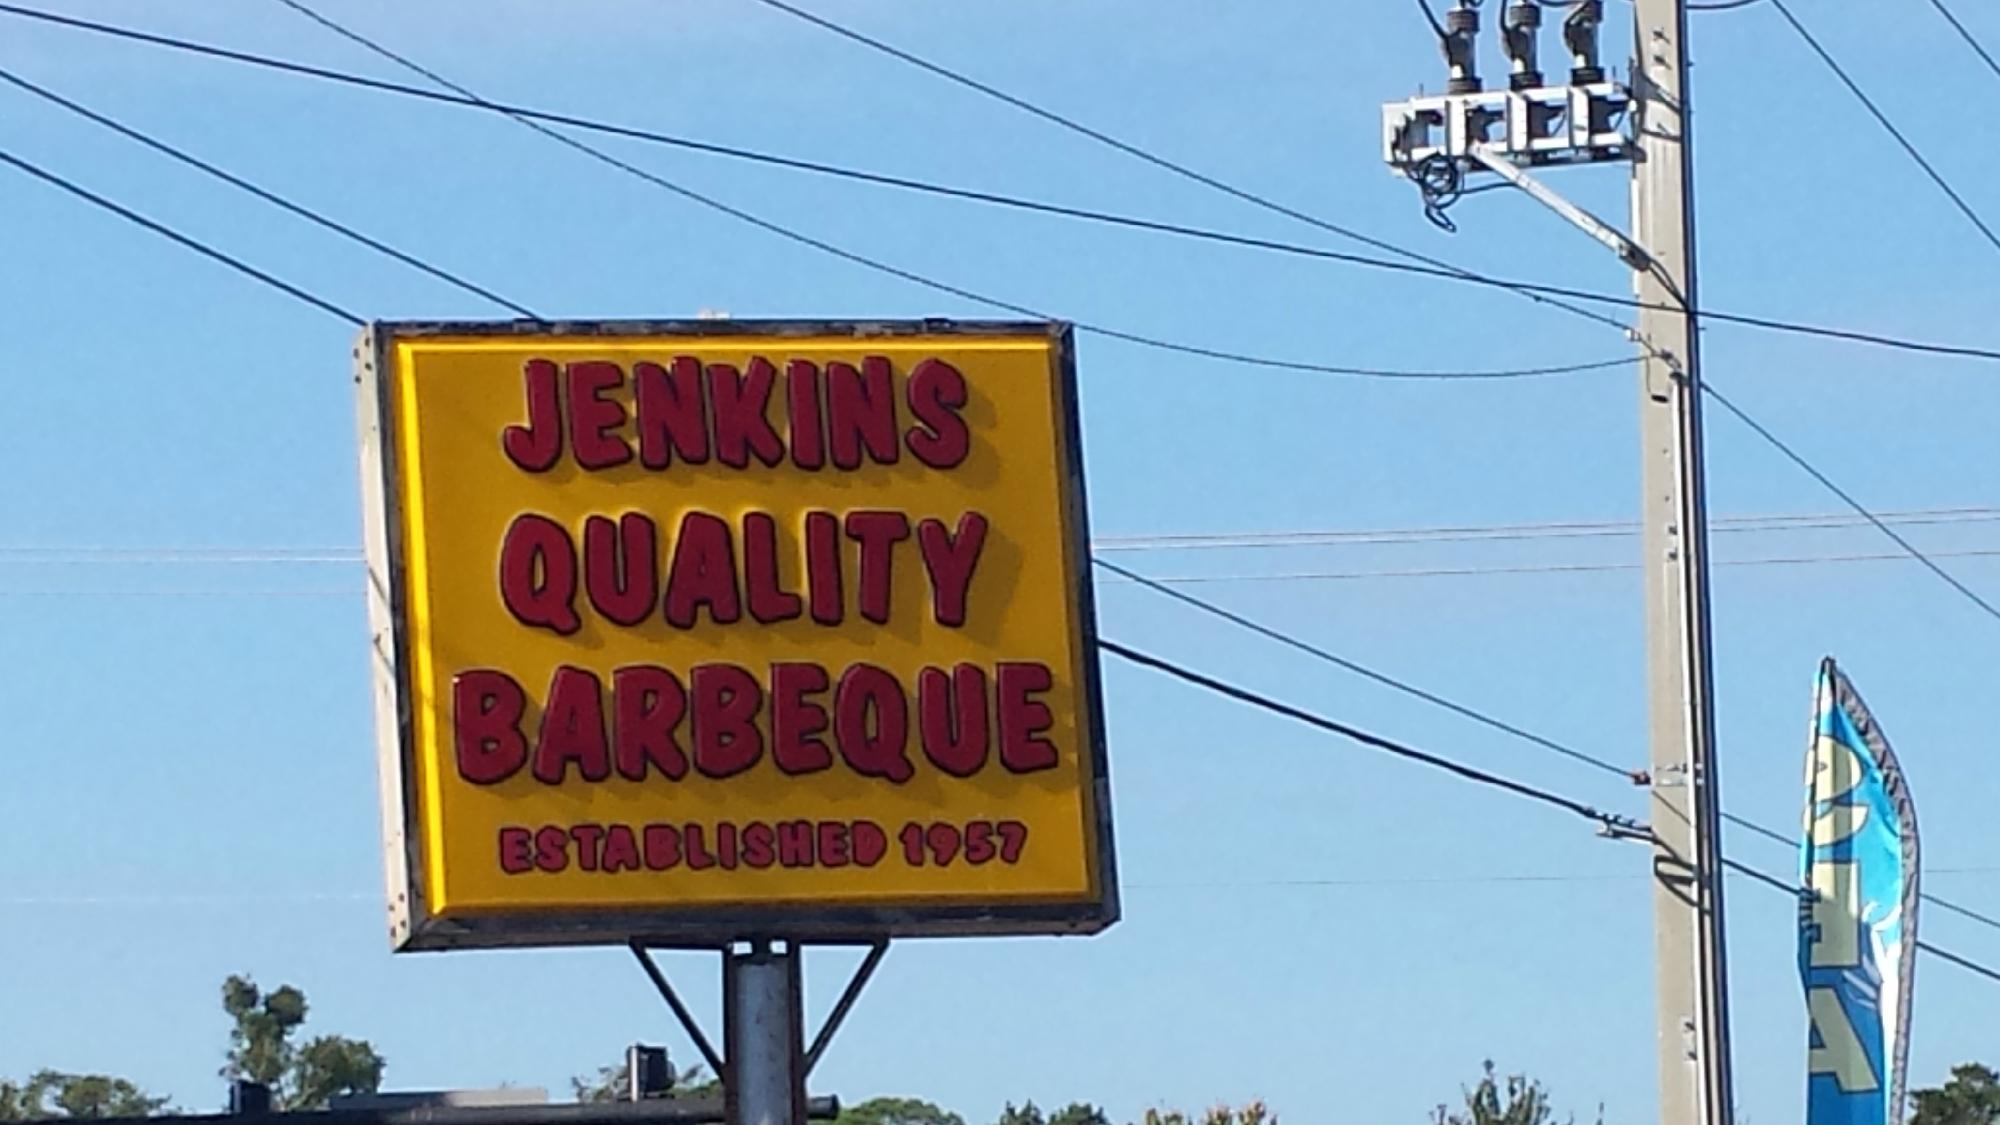 JENKINS
QUALITY
BARBEQUE
ESTABLISHED 1957